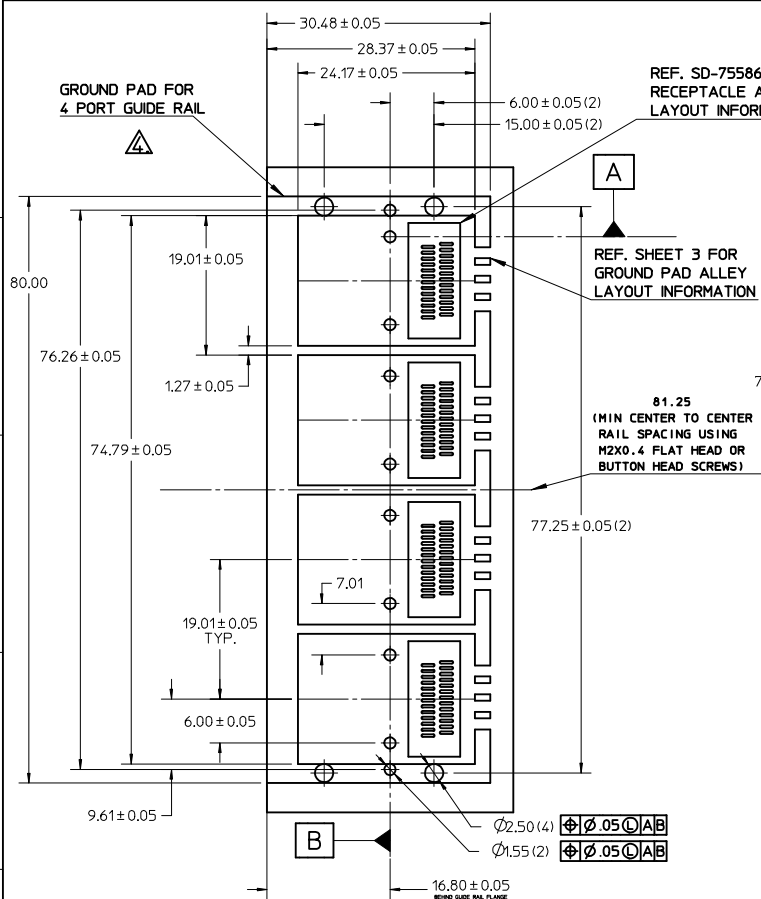 30.48 ± 0.05
28.37 ± 0.05
24.17 ± 0.05
REF. SD-75586
RECEPTACLE A
LAYOUT INFOR
GROUND PAD FOR
4 PORT GUIDE RAIL
4
6.00 ± 0.05 (2)
15.00 ± 0.05 (2)
A
19.01 ± 0.05
REF. SHEET 3 FOR
GROUND PAD ALLEY
LAYOUT INFORMATION
80.00
76.26 ± 0.05
1.27 ± 0.05
7
81.25
(MIN CENTER TO CENTER
RAIL SPACING USING
M2X0.4 FLAT HEAD OR
BUTTON HEAD SCREWS)
74.79 ± 0.05
77.25 ± 0.05 (2)
7.01
19.01 ± 0.05
TYP.
6.00 ± 0.05
9.61 ± 0.05
Ø2.50 (4) ⌖ Ø .05 Ⓛ A B
Ø1.55 (2) ⌖ Ø .05 Ⓛ A B
B
16.80 ± 0.05
BEHIND GUIDE RAIL FLANGE